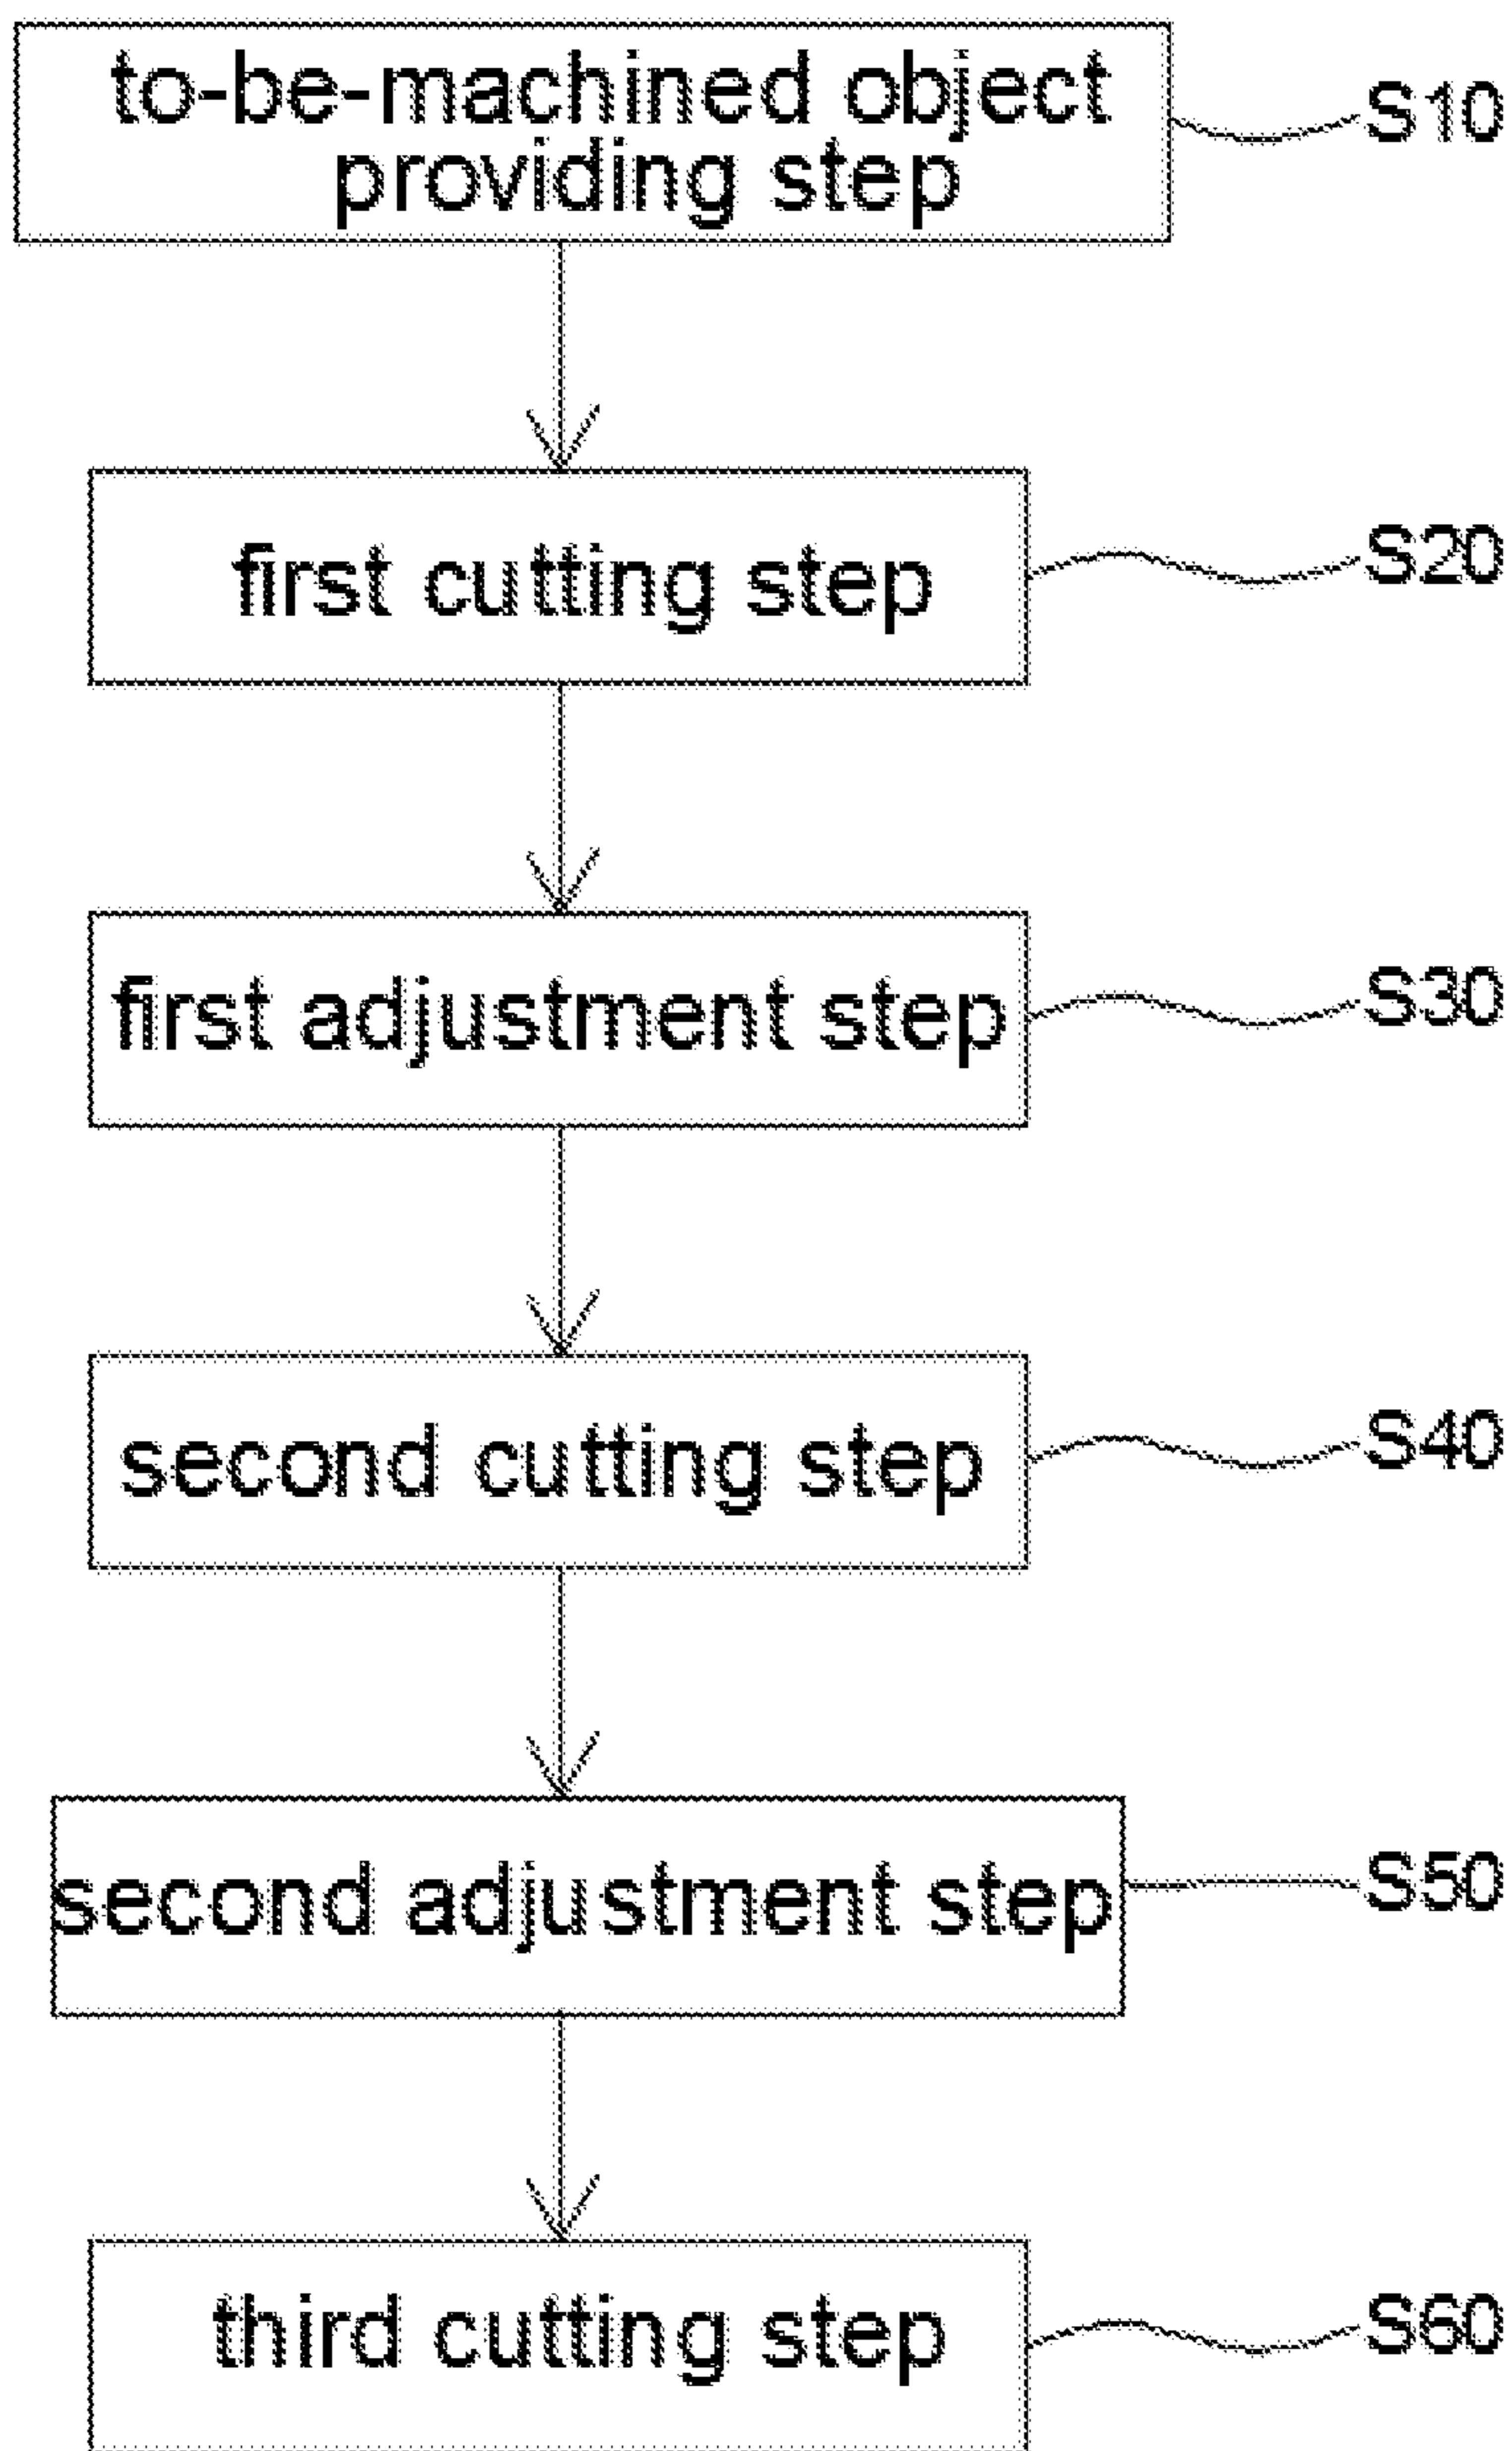 to-be-machined object
providing step
S10
first cutting step
S20
first adjustment step
S30
second cutting step
S40
second adjustment step
S50
third cutting step
S60